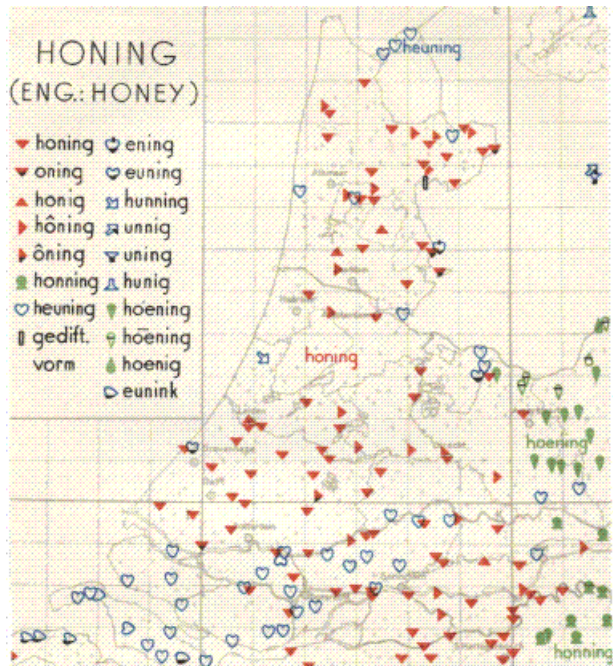 HONING
(ENG.: HONEY)
heuning
honing
oning
honig
hôning
ôning
honning
heuning
gedift.
vorm
ening
euning
hunning
unnig
uning
hunig
hoening
hoēning
hoenig
eunink
honing
hoening
honning